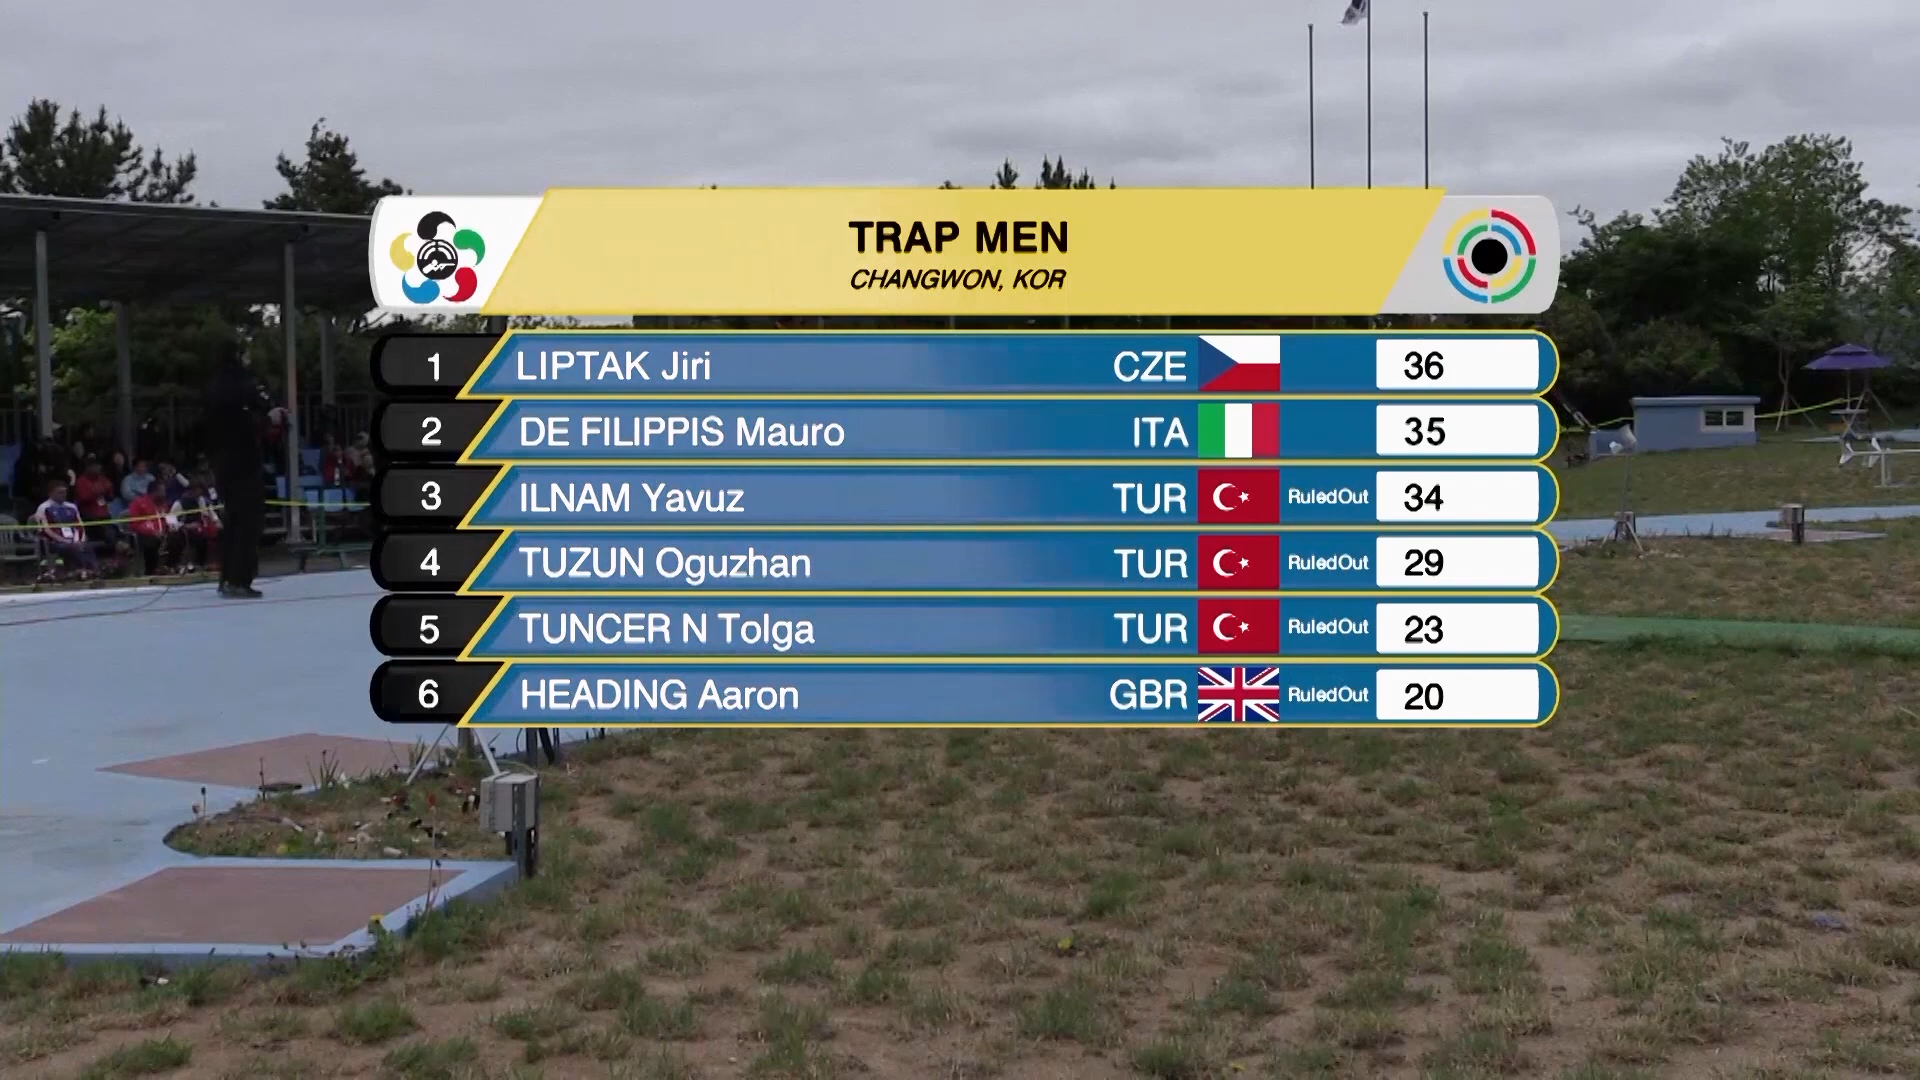 TRAP MEN
CHANGWON, KOR
1 LIPTAK Jiri CZE 36
2 DE FILIPPIS Mauro ITA 35
3 ILNAM Yavuz TUR RuledOut 34
4 TUZUN Oguzhan TUR RuledOut 29
5 TUNCER N Tolga TUR RuledOut 23
6 HEADING Aaron GBR RuledOut 20